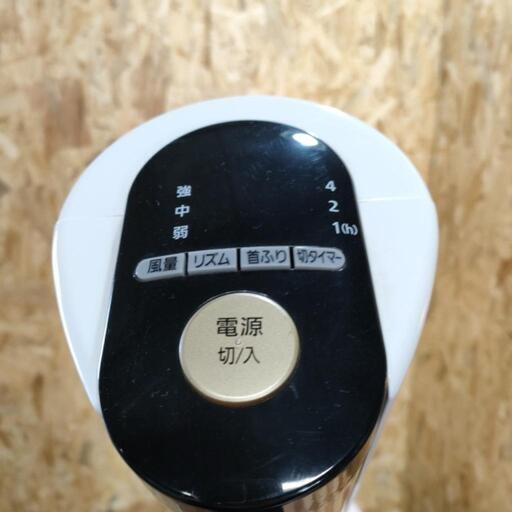 強 4
中 2
弱 1(h)
風量 リズム 首ふり 切タイマー
電源
切/入